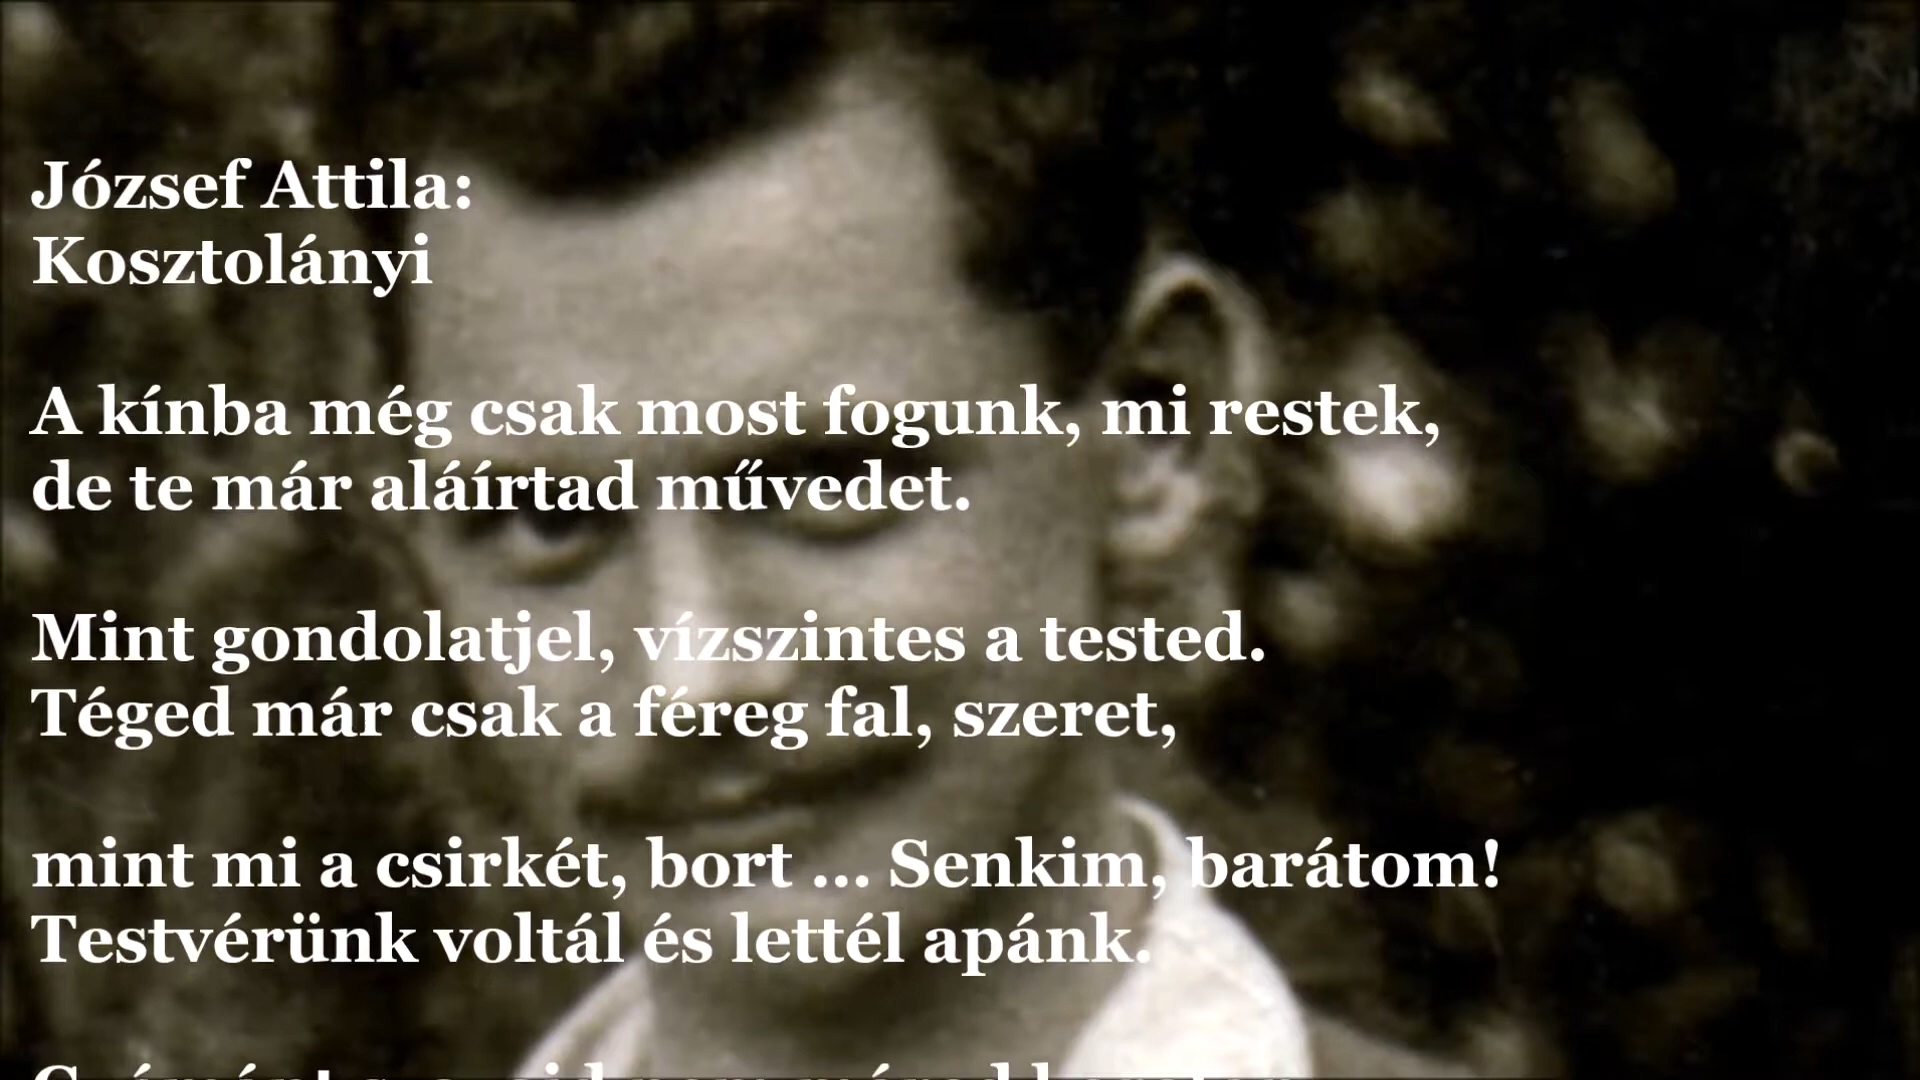 József Attila:
Kosztolányi
A kínba még csak most fogunk, mi restek,
de te már aláírtad művedet.
Mint gondolatjel, vízszintes a tested.
Téged már csak a féreg fal, szeret,
mint mi a csirkét, bort ... Senkim, barátom!
Testvérünk voltál és lettél apánk.